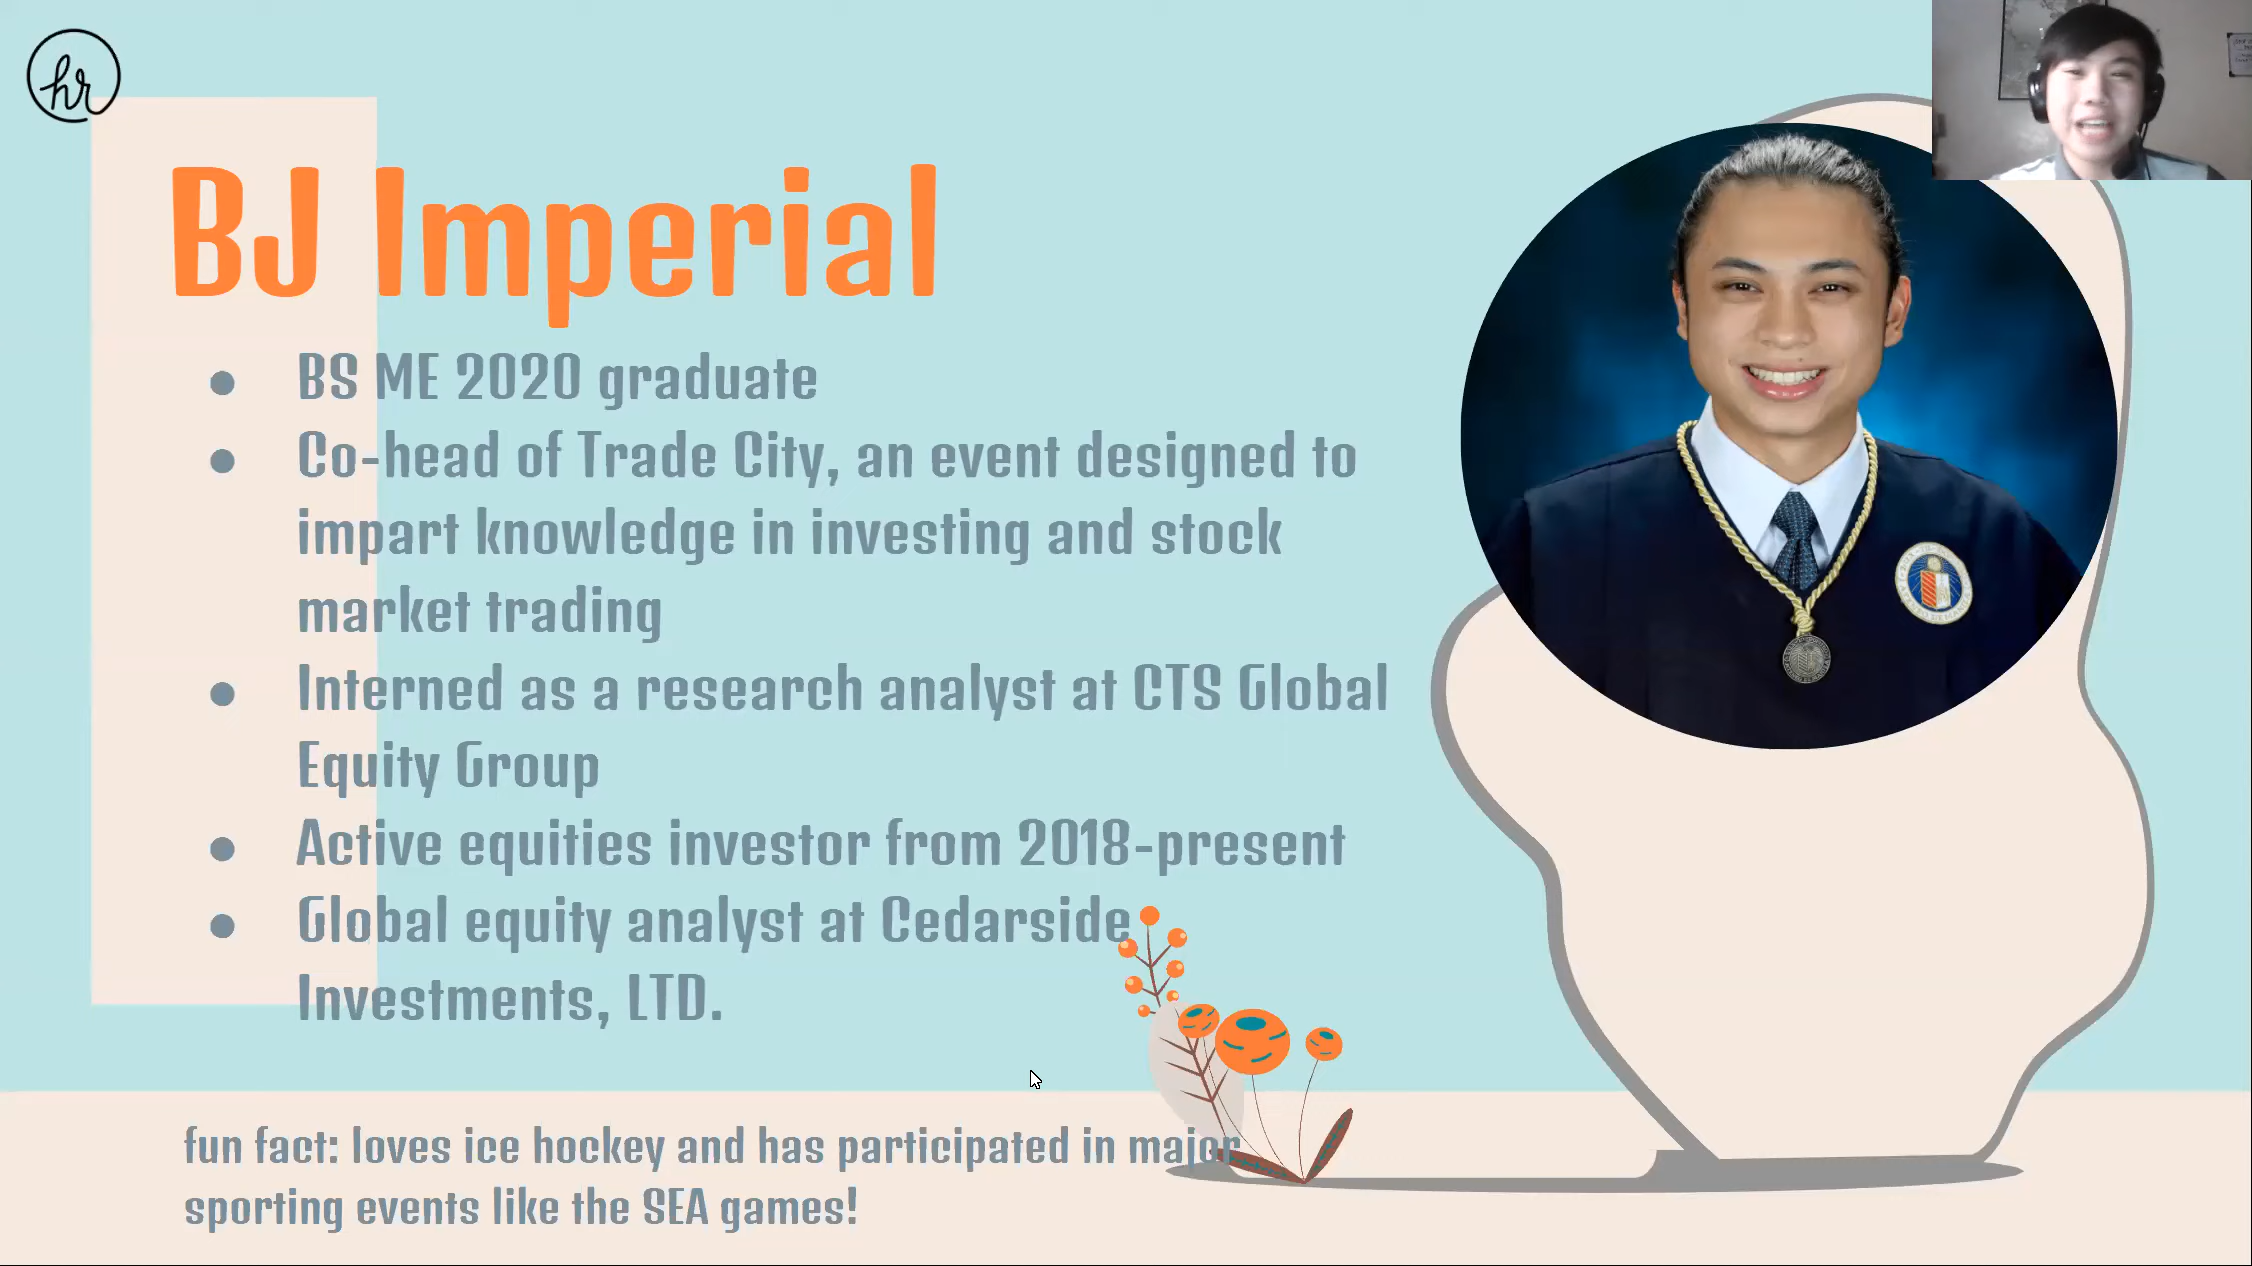 hr
BJ Imperial
BS ME 2020 graduate
Co-head of Trade City, an event designed to
impart knowledge in investing and stock
market trading
Interned as a research analyst at CTS Global
Equity Group
Active equities investor from 2018-present
Global equity analyst at Cedarside
Investments, LTD.
fun fact: loves ice hockey and has participated in major
sporting events like the SEA games!